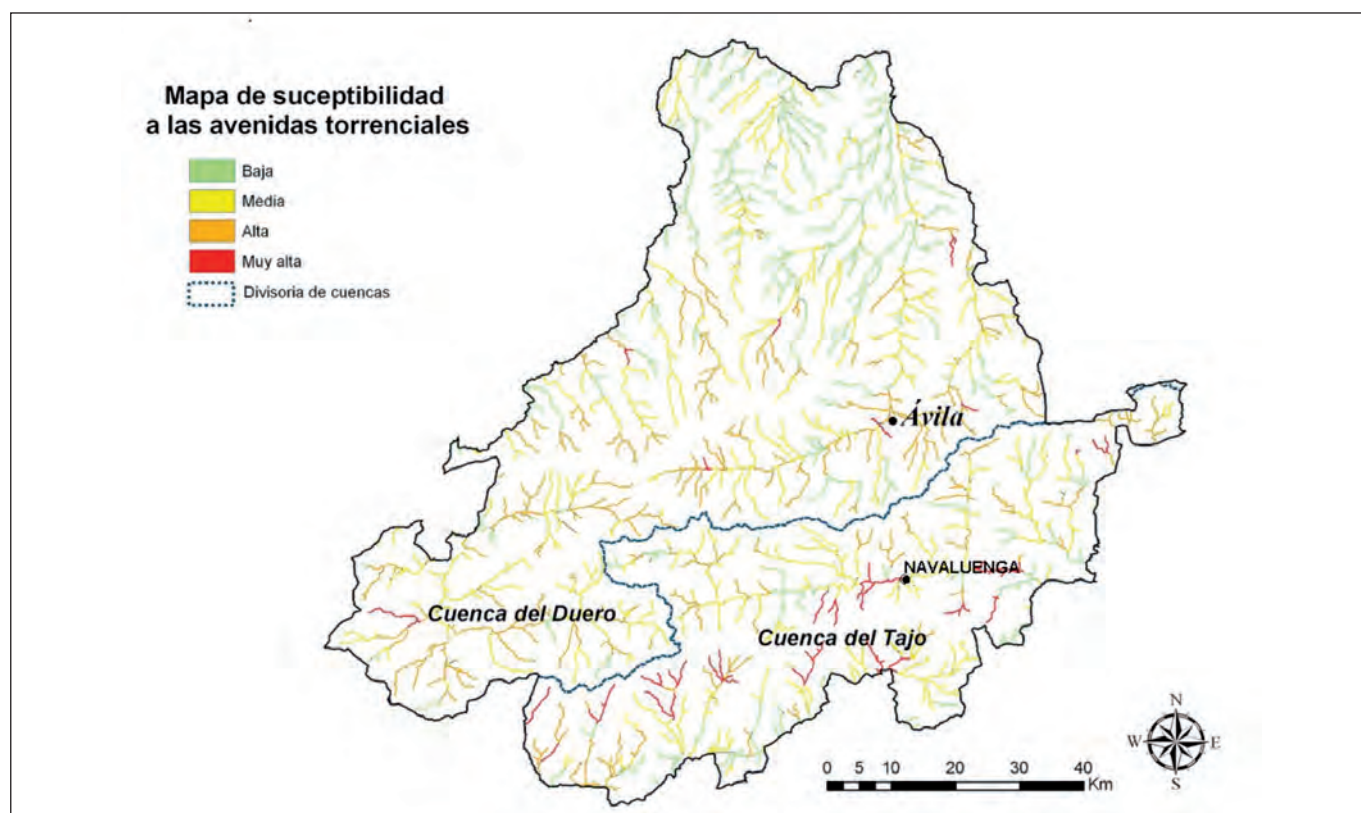 Mapa de suceptibilidad
a las avenidas torrenciales
Baja
Media
Alta
Muy alta
Divisoria de cuencas
Ávila
NAVALUENGA
Cuenca del Duero
Cuenca del Tajo
N
W E
S
0 5 10 20 30 40
Km